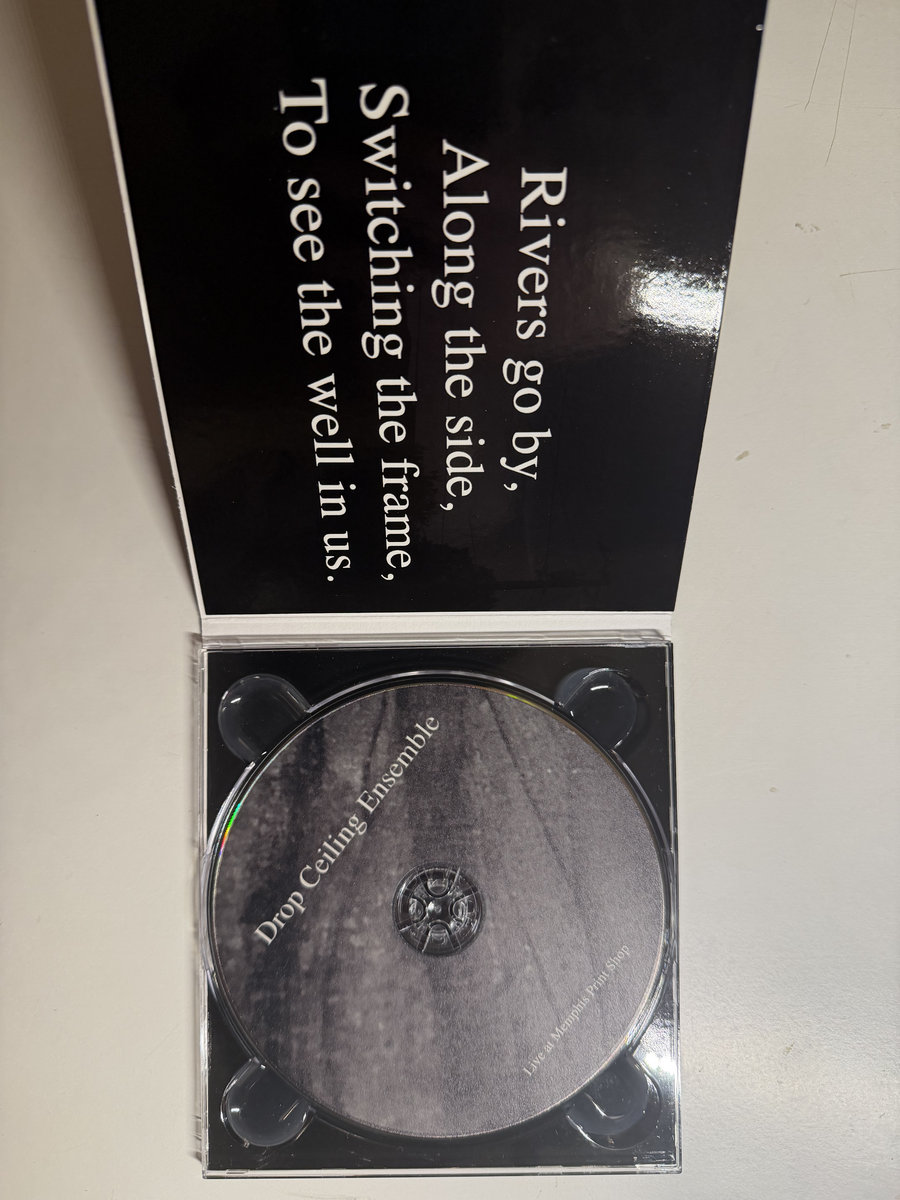 Rivers go by,
Along the side,
Switching the frame,
To see the well in us.
Drop Ceiling Ensemble
Live at Memphis Print Shop